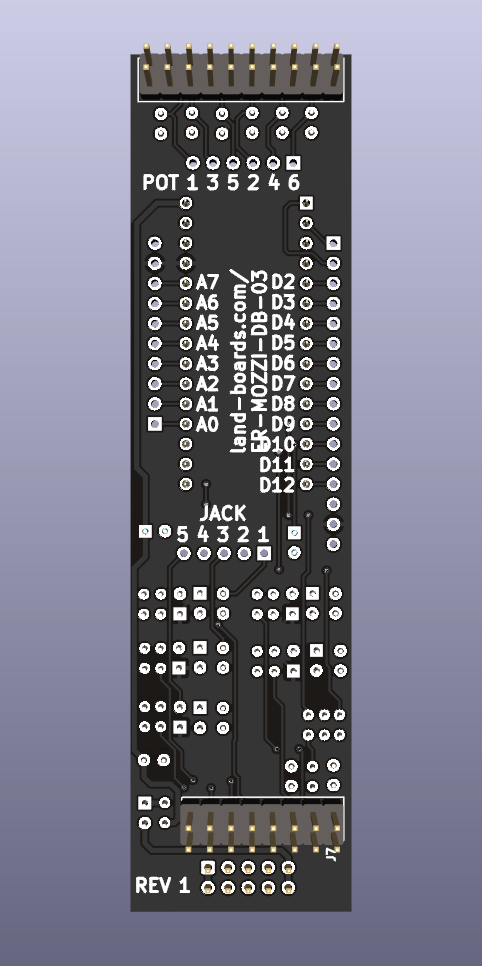 POT 1 3 5 2 4 6
A7
A6
A5
A4
A3
A2
A1
A0
land-boards.com/
ER-MOZZI-DB-03
D2
D3
D4
D5
D6
D7
D8
D9
D10
D11
D12
JACK
5 4 3 2 1
J7
REV 1